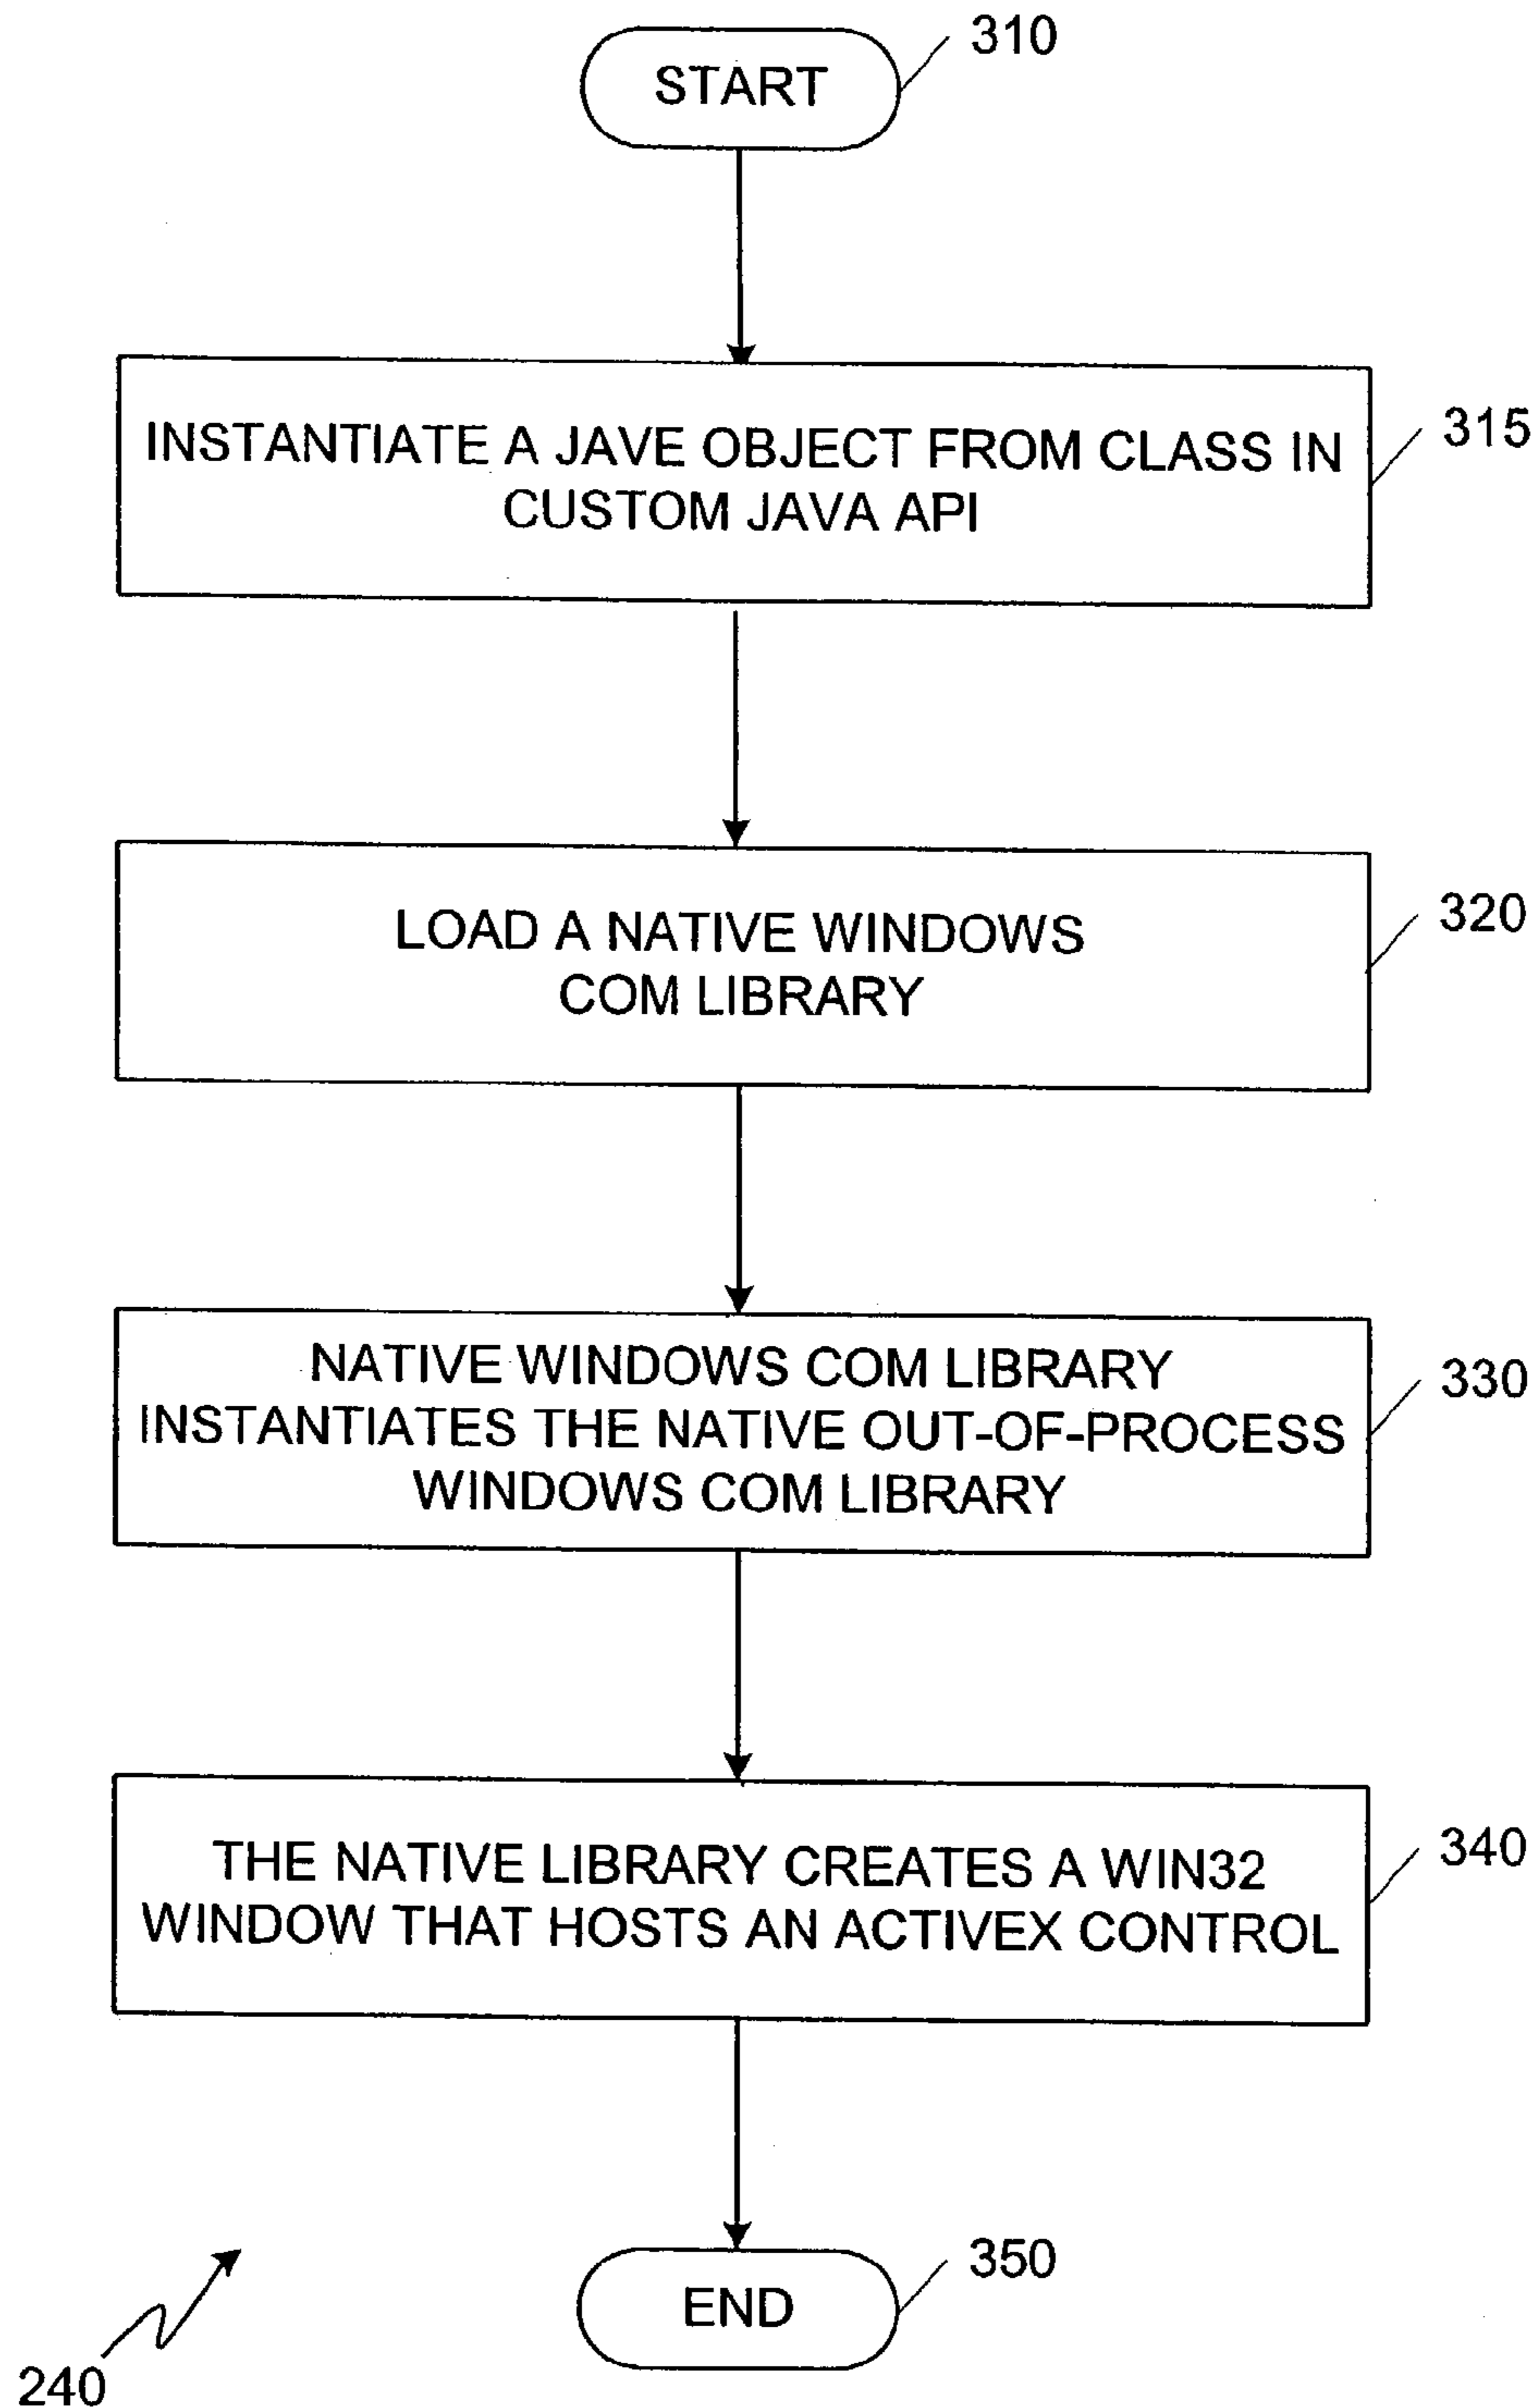 START
310
INSTANTIATE A JAVE OBJECT FROM CLASS IN
CUSTOM JAVA API
315
LOAD A NATIVE WINDOWS
COM LIBRARY
320
NATIVE WINDOWS COM LIBRARY
INSTANTIATES THE NATIVE OUT-OF-PROCESS
WINDOWS COM LIBRARY
330
THE NATIVE LIBRARY CREATES A WIN32
WINDOW THAT HOSTS AN ACTIVEX CONTROL
340
END
350
240